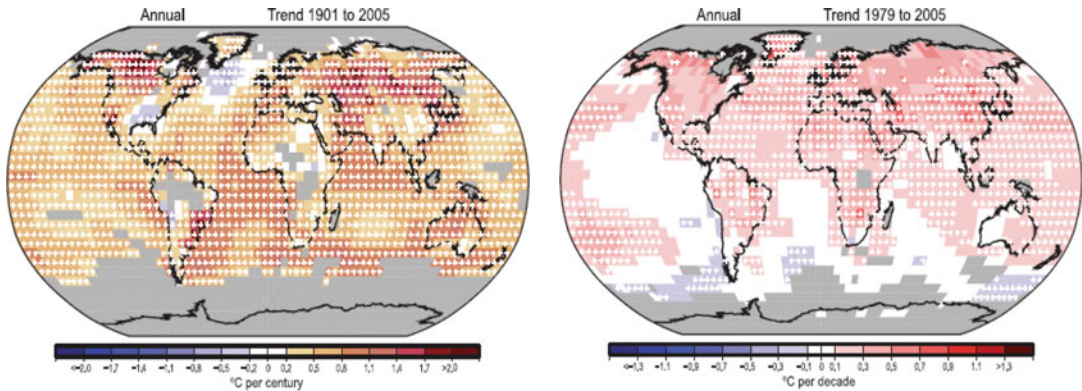 Annual Trend 1901 to 2005
<=-2,0 -1,7 -1,4 -1,1 -0,8 -0,5 -0,2 0 0,2 0,5 0,8 1,1 1,4 1,7 >2,0
°C per century
Annual Trend 1979 to 2005
<=-1,3 -1,1 -0,9 -0,7 -0,5 -0,3 -0,1 0 0,1 0,3 0,5 0,7 0,9 1,1 >1,3
°C per decade